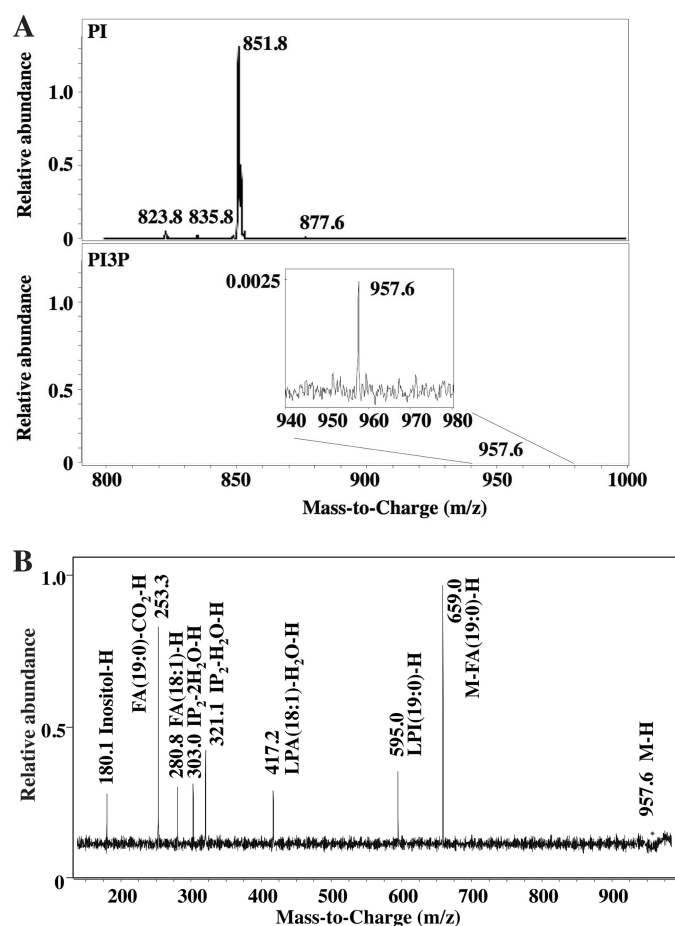 A
PI
851.8
823.8
835.8
877.6
1.0
0.5
0
Relative abundance
PI3P
0.0025
957.6
940 950 960 970 980
957.6
1.0
0.5
0
Relative abundance
800 850 900 950 1000
Mass-to-Charge (m/z)
B
1.0
0.5
0
Relative abundance
180.1 Inositol-H
FA(19:0)-CO₂-H
253.3
280.8 FA(18:1)-H
303.0 IP₂-2H₂O-H
321.1 IP₂-H₂O-H
417.2
LPA(18:1)-H₂O-H
595.0
LPI(19:0)-H
659.0
M-FA(19:0)-H
957.6 M-H
200 300 400 500 600 700 800 900
Mass-to-Charge (m/z)